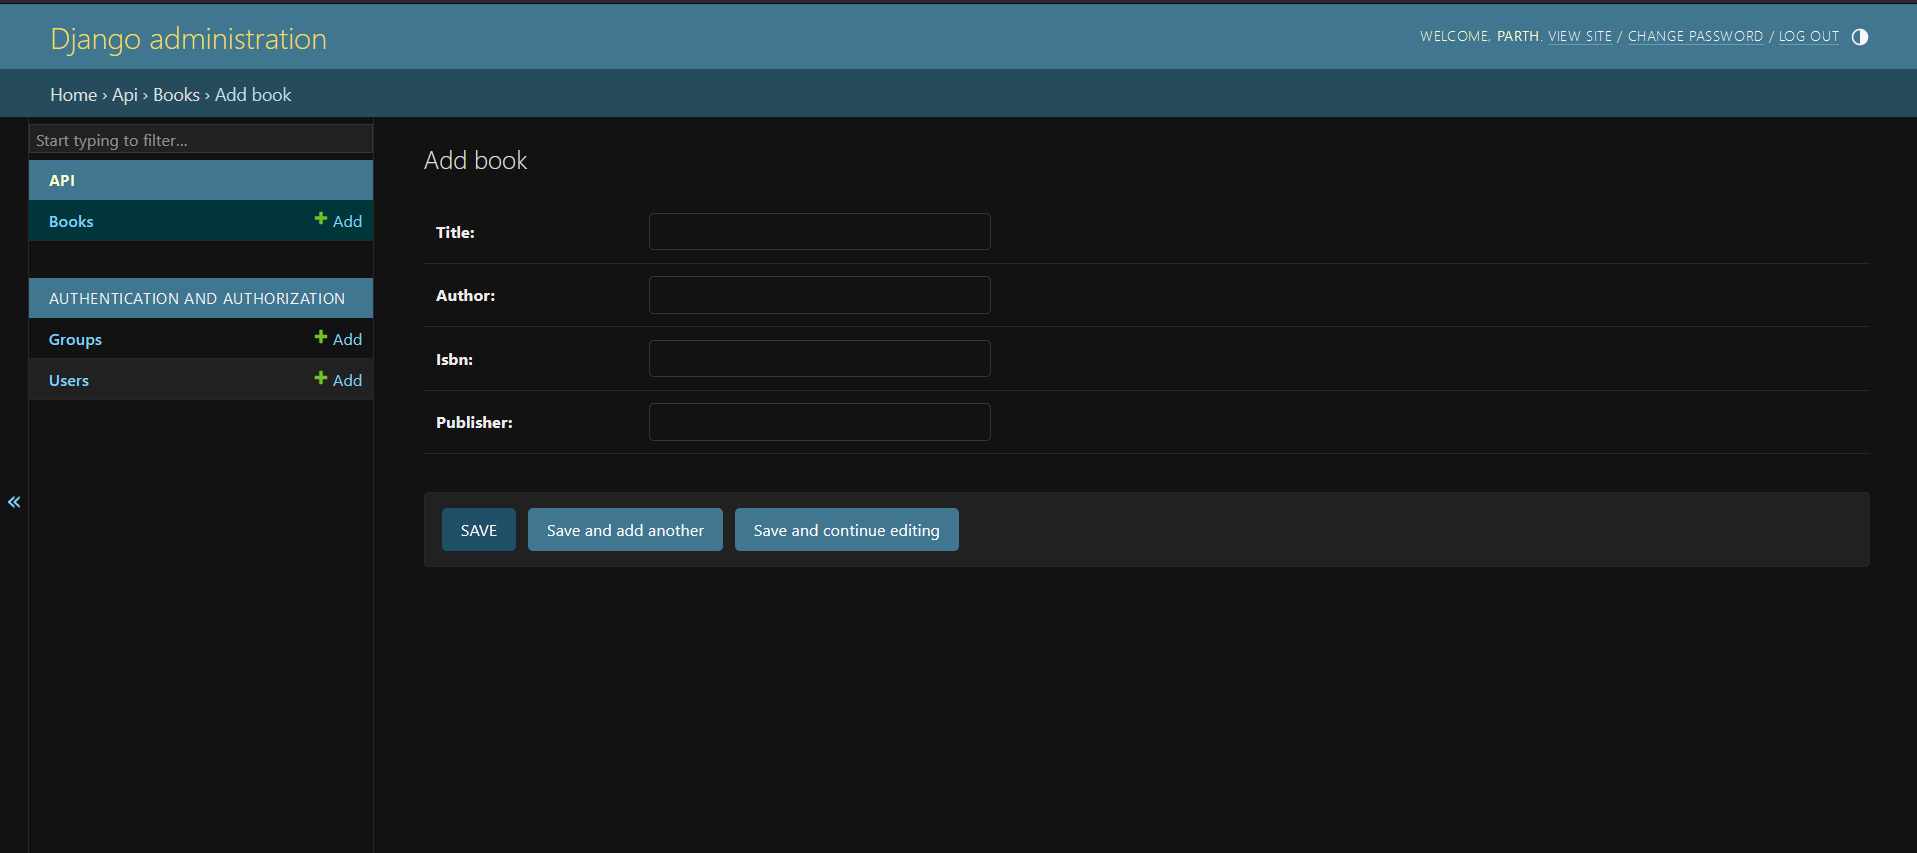 Django administration
WELCOME, PARTH. VIEW SITE / CHANGE PASSWORD / LOG OUT
Home › Api › Books › Add book
Start typing to filter...
API
Books + Add
AUTHENTICATION AND AUTHORIZATION
Groups + Add
Users + Add
«
Add book
Title:
Author:
Isbn:
Publisher:
SAVE
Save and add another
Save and continue editing